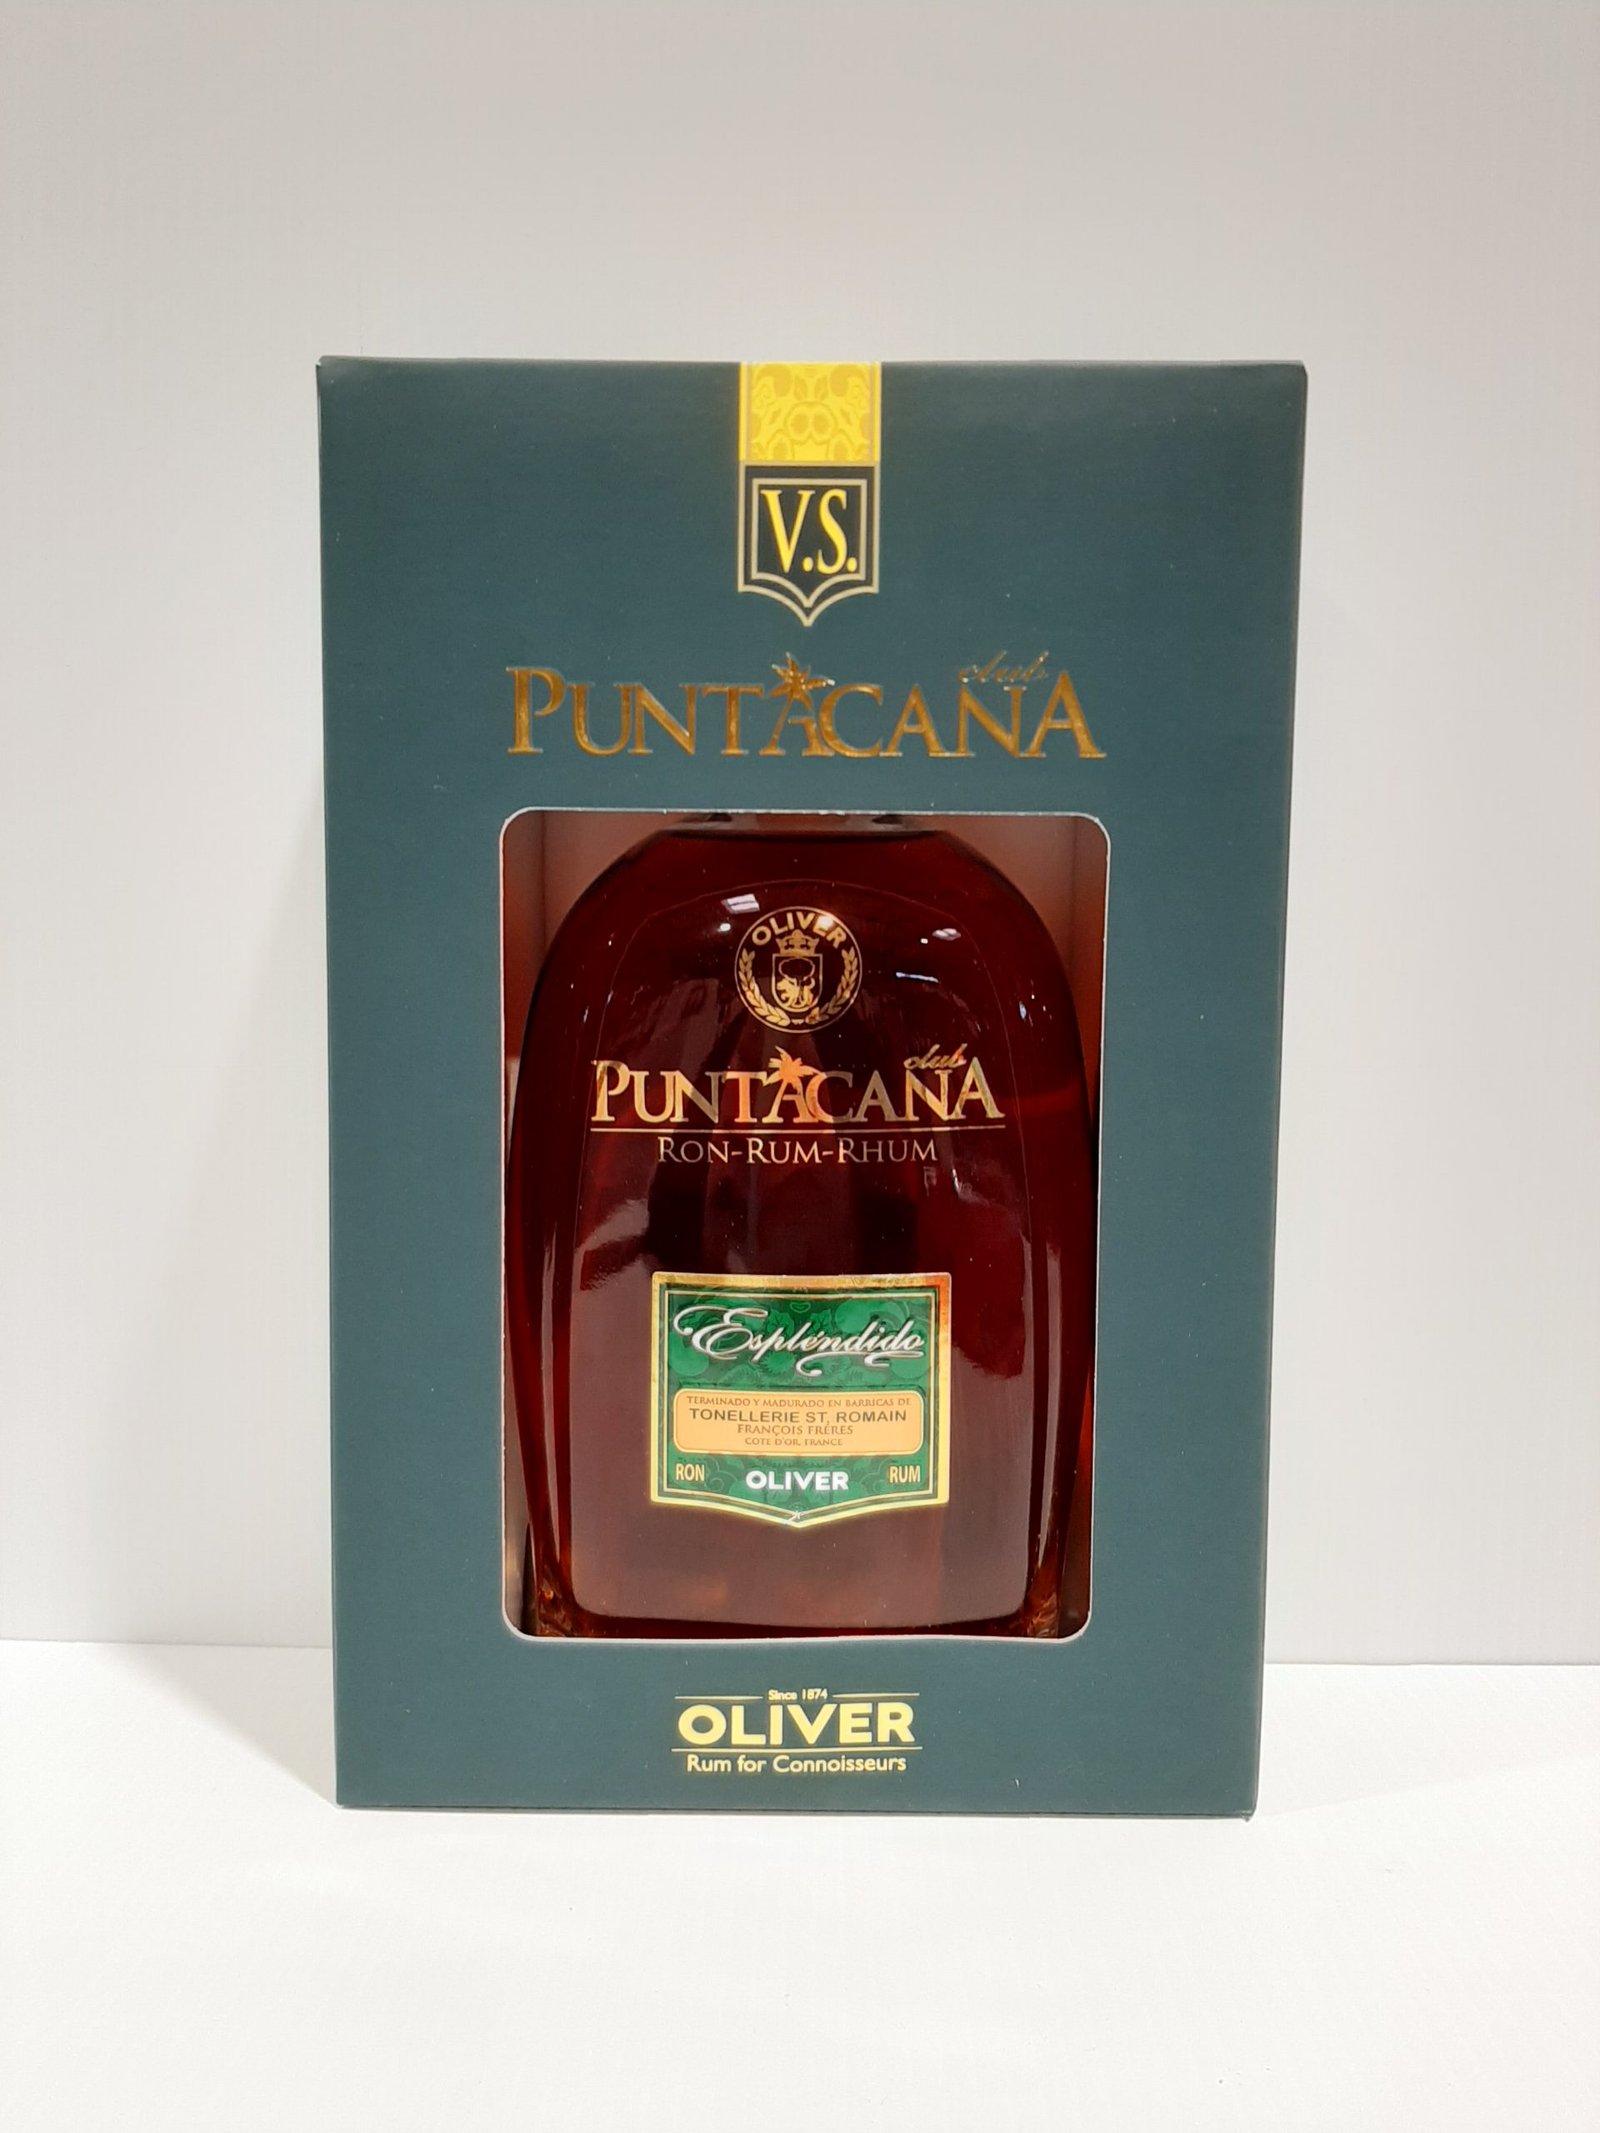 V.S.
club
PUNTACANA
OLIVER
club
PUNTACANA
RON-RUM-RHUM
Espléndido
TERMINADO Y MADURADO EN BARRICAS DE
TONELLERIE ST, ROMAIN
FRANÇOIS FRÉRES
COTE D'OR, FRANCE
RON OLIVER RUM
Since 1874
OLIVER
Rum for Connoisseurs